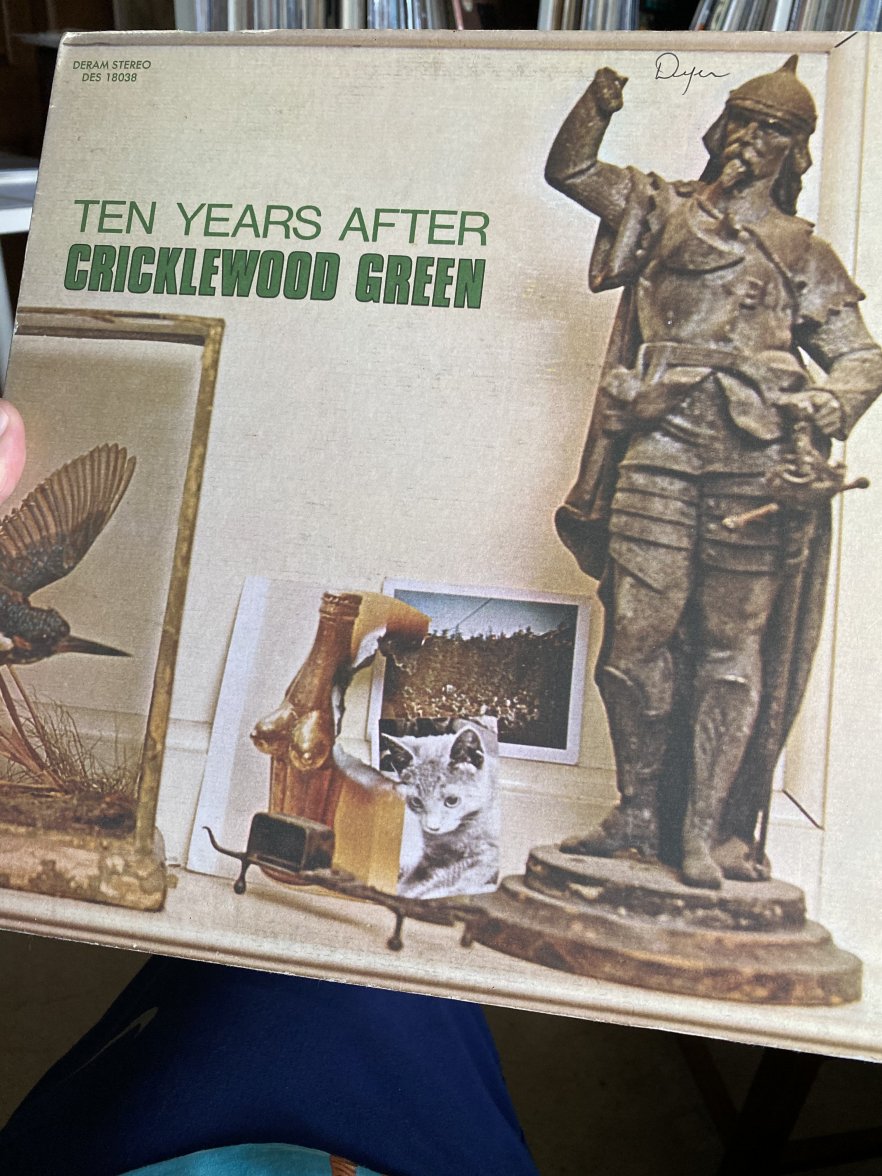 DERAM STEREO
DES 18038
Dyer
TEN YEARS AFTER
CRICKLEWOOD GREEN